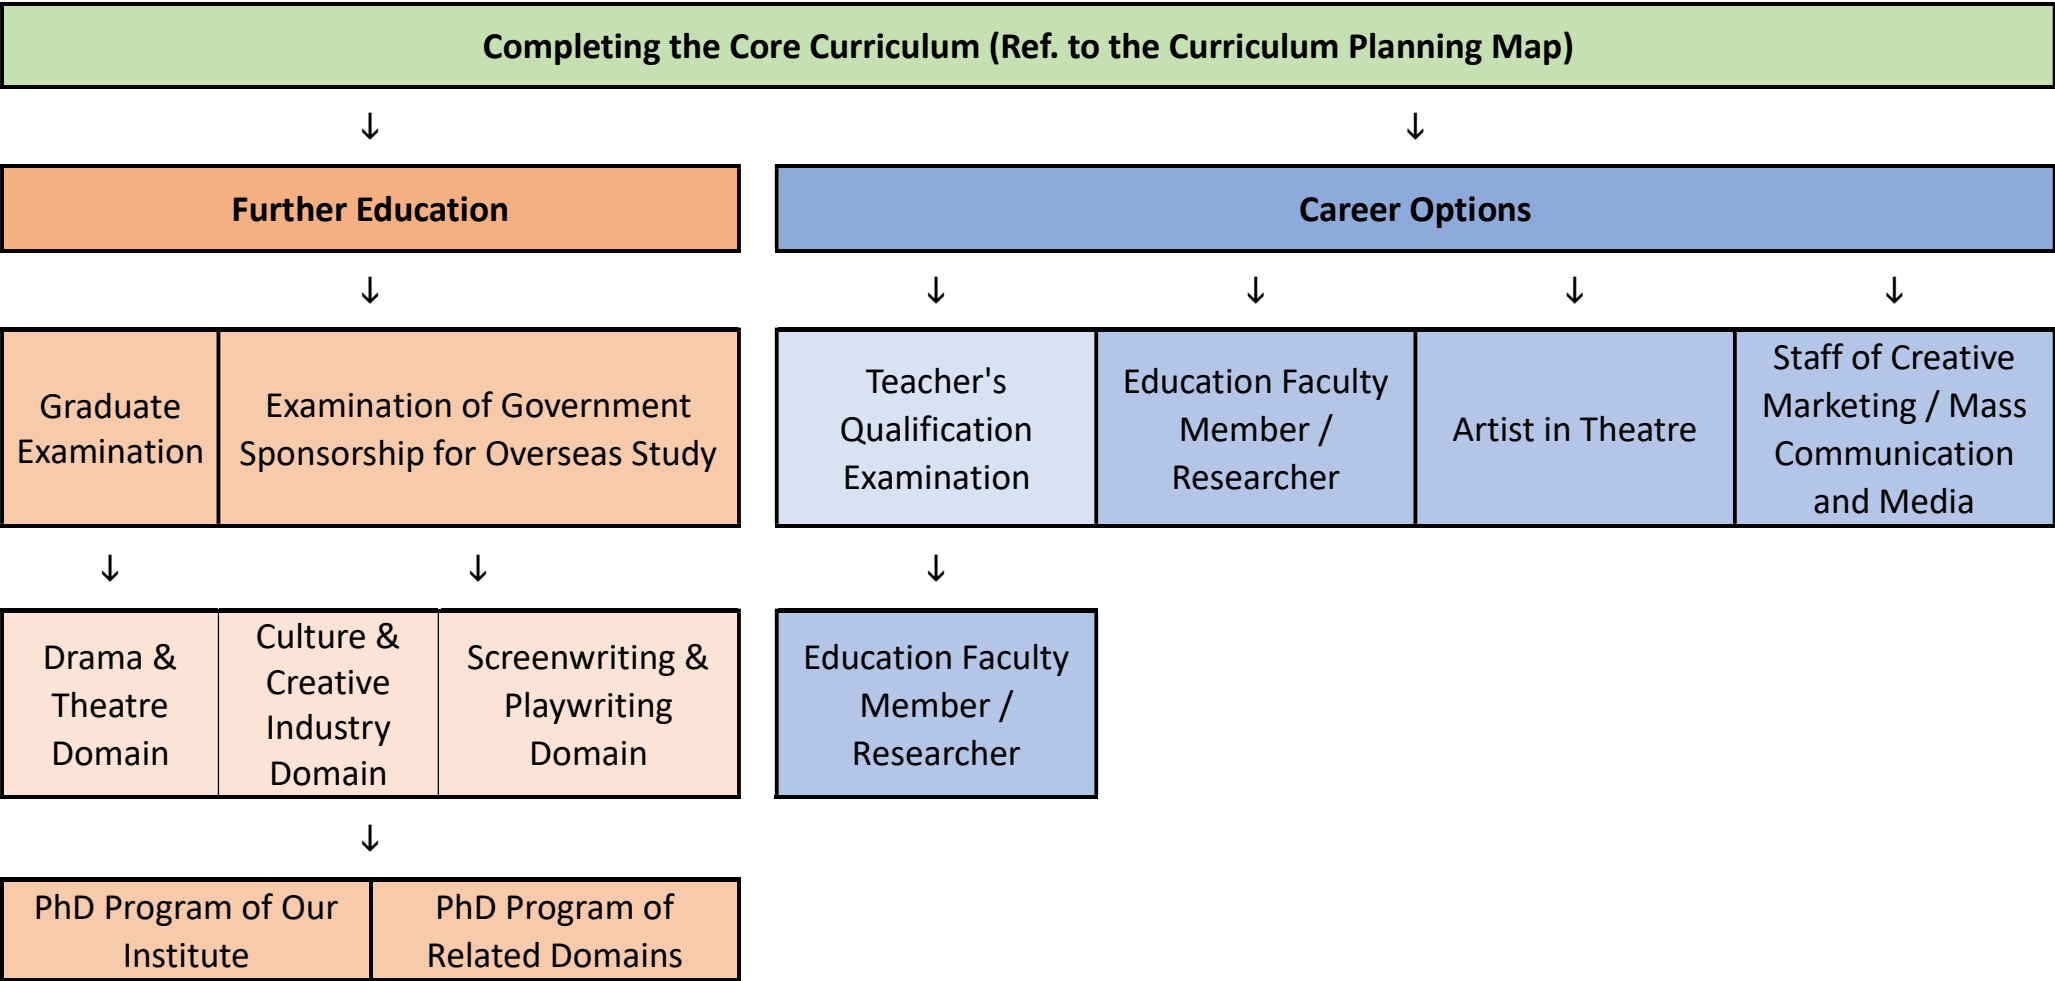 Completing the Core Curriculum (Ref. to the Curriculum Planning Map)
↓
↓
Further Education
Career Options
↓
↓
↓
↓
↓
Graduate
Examination
Examination of Government
Sponsorship for Overseas Study
Teacher's
Qualification
Examination
Education Faculty
Member /
Researcher
Artist in Theatre
Staff of Creative
Marketing / Mass
Communication
and Media
↓
↓
↓
Drama &
Theatre
Domain
Culture &
Creative
Industry
Domain
Screenwriting &
Playwriting
Domain
Education Faculty
Member /
Researcher
↓
PhD Program of Our
Institute
PhD Program of
Related Domains